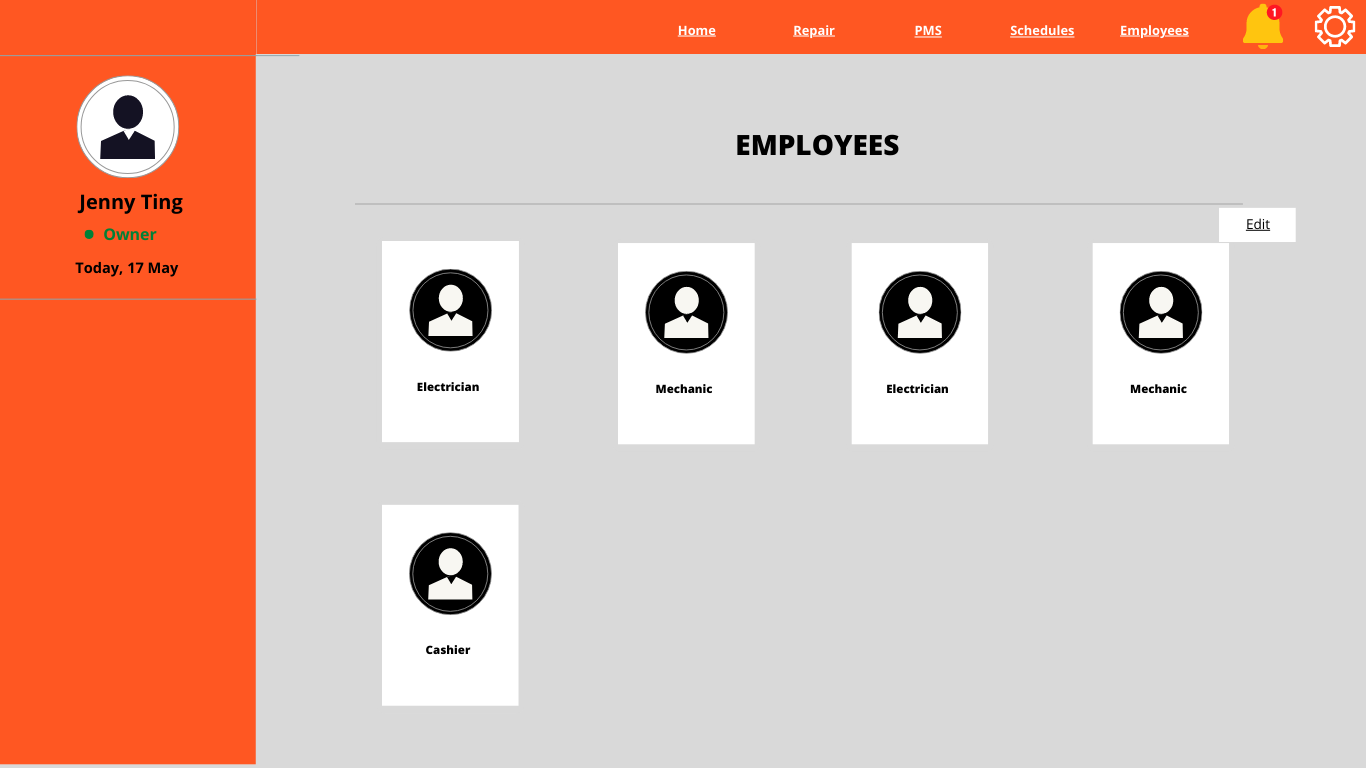 Home
Repair
PMS
Schedules
Employees
1
Jenny Ting
Owner
Today, 17 May
EMPLOYEES
Edit
Electrician
Mechanic
Electrician
Mechanic
Cashier